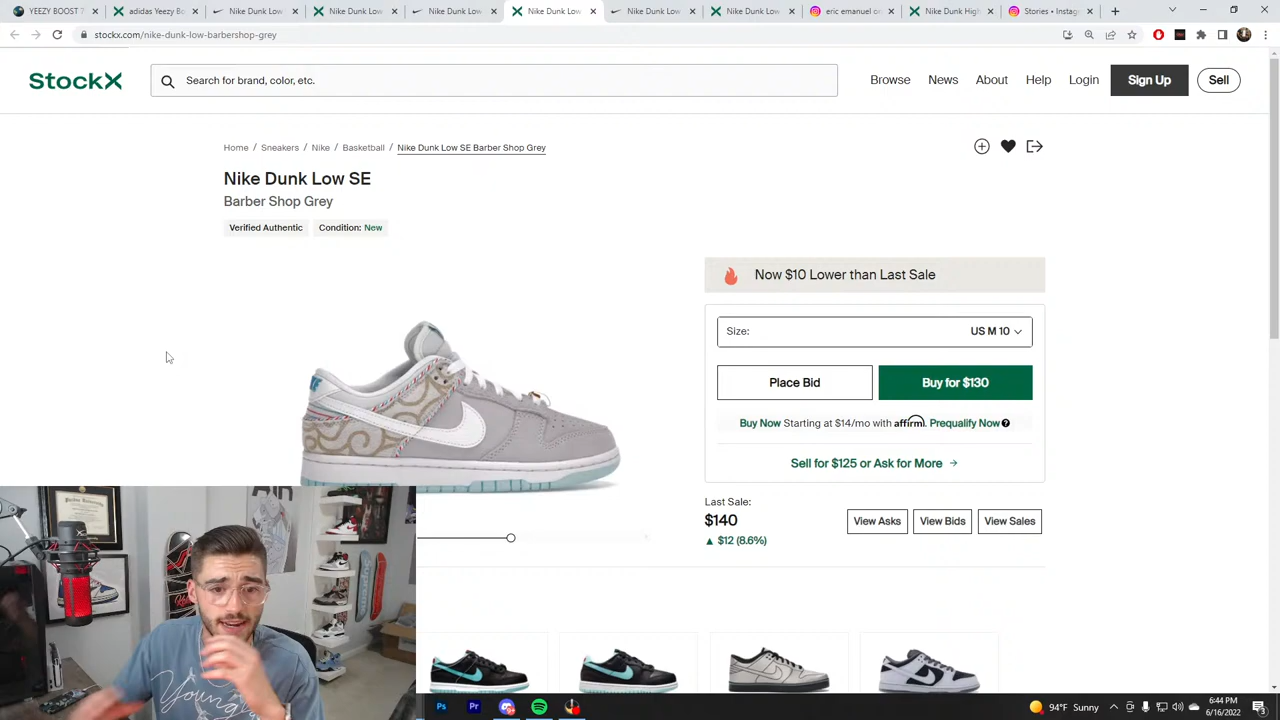 YEEZY BOOST 7
adidas Yeezy Bo
Nike Dunk Low
Nike Dunk Low
Nike Dunk Low
Nike Dunk Low
Nike Dunk Low
Nike Dunk Low
eric emanuel
Nike Dunk High
Stories • Instag
stockx.com/nike-dunk-low-barbershop-grey
StockX
Search for brand, color, etc.
Browse
News
About
Help
Login
Sign Up
Sell
Home / Sneakers / Nike / Basketball / Nike Dunk Low SE Barber Shop Grey
Nike Dunk Low SE
Barber Shop Grey
Verified Authentic
Condition: New
Now $10 Lower than Last Sale
Size:
US M 10
Place Bid
Buy for $130
Buy Now Starting at $14/mo with affirm. Prequalify Now
Sell for $125 or Ask for More →
Last Sale:
$140
▲ $12 (8.6%)
View Asks
View Bids
View Sales
Supreme
Ps
Pr
94°F Sunny
6:44 PM
6/16/2022